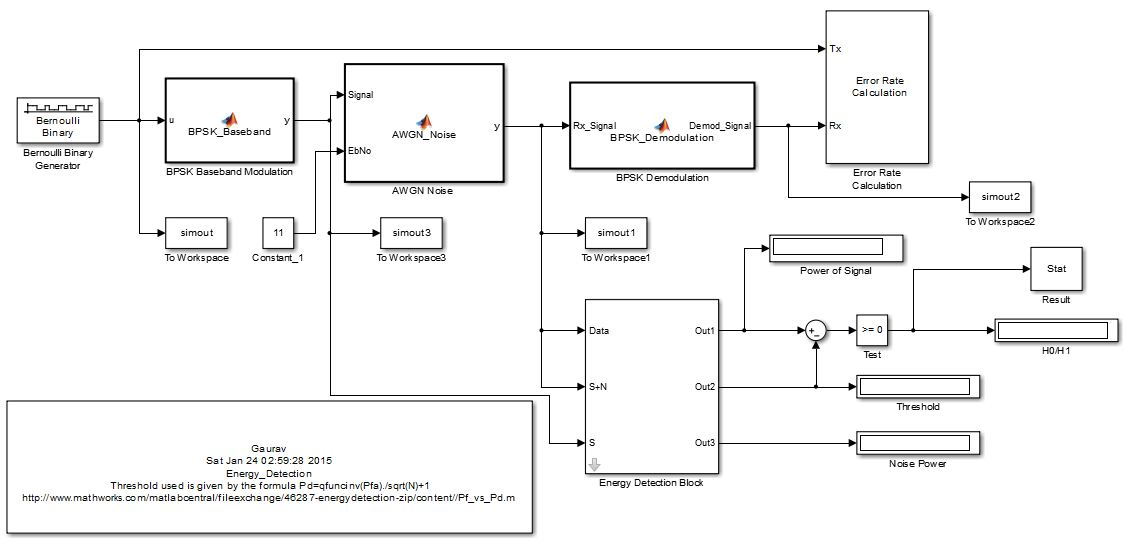 Tx
Error Rate
Calculation
Rx
Error Rate
Calculation
Bernoulli
Binary
Bernoulli Binary
Generator
u
BPSK_Baseband
y
BPSK Baseband Modulation
Signal
AWGN_Noise
y
EbNo
AWGN Noise
Rx_Signal
Demod_Signal
BPSK_Demodulation
BPSK Demodulation
simout2
To Workspace2
simout
To Workspace
11
Constant_1
simout3
To Workspace3
simout1
To Workspace1
Power of Signal
Stat
Result
Data
Out1
S+N
Out2
S
Out3
Energy Detection Block
+
−
>= 0
Test
H0/H1
Threshold
Noise Power
Gaurav
Sat Jan 24 02:59:28 2015
Energy_Detection
Threshold used is given by the formula Pd=qfuncinv(Pfa)./sqrt(N)+1
http://www.mathworks.com/matlabcentral/fileexchange/46287-energydetection-zip/content//Pf_vs_Pd.m